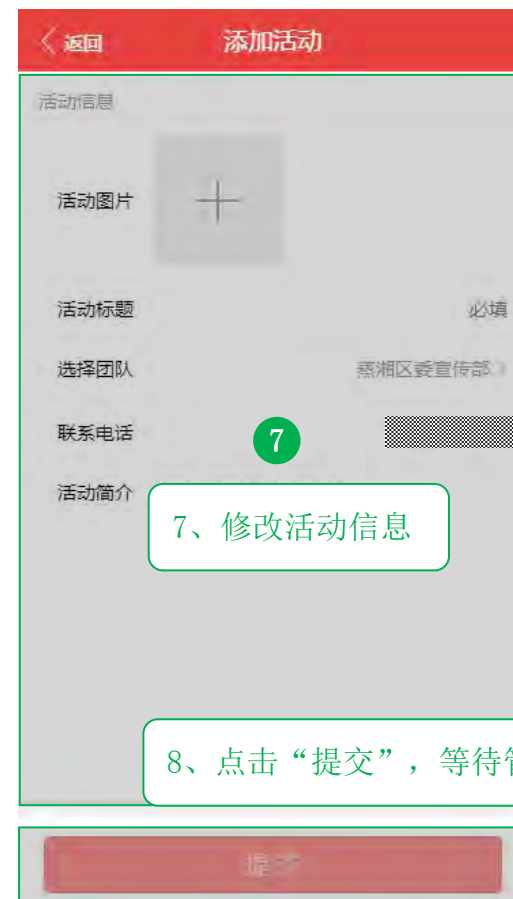 返回 添加活动
活动信息
活动图片
活动标题 必填
选择团队 蒸湘区委宣传部
联系电话
7
活动简介
7、修改活动信息
8、点击“提交”，等待
提交